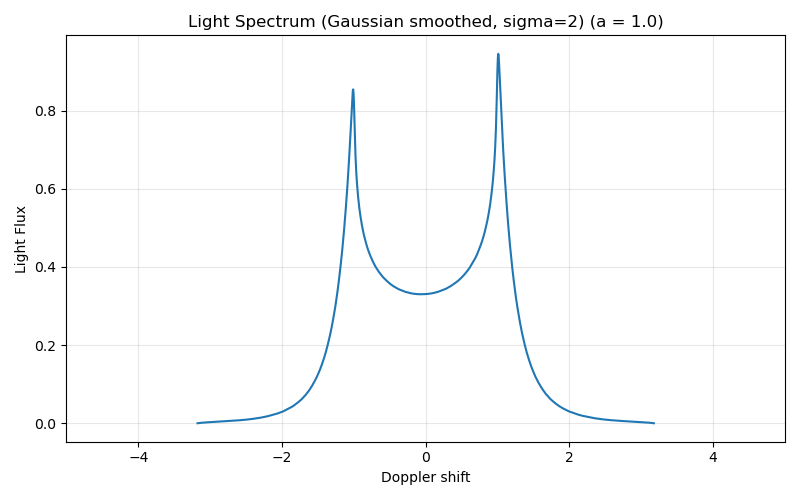 Light Spectrum (Gaussian smoothed, sigma=2) (a = 1.0)
Light Flux
0.8
0.6
0.4
0.2
0.0
−4 −2 0 2 4
Doppler shift